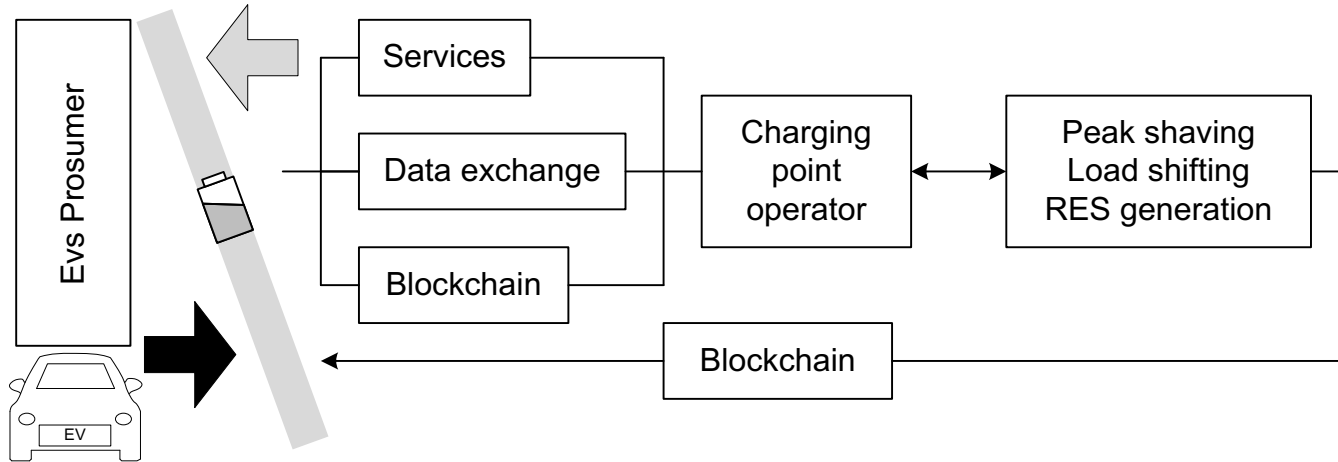 Evs Prosumer
EV
Services
Data exchange
Blockchain
Charging
point
operator
Peak shaving
Load shifting
RES generation
Blockchain